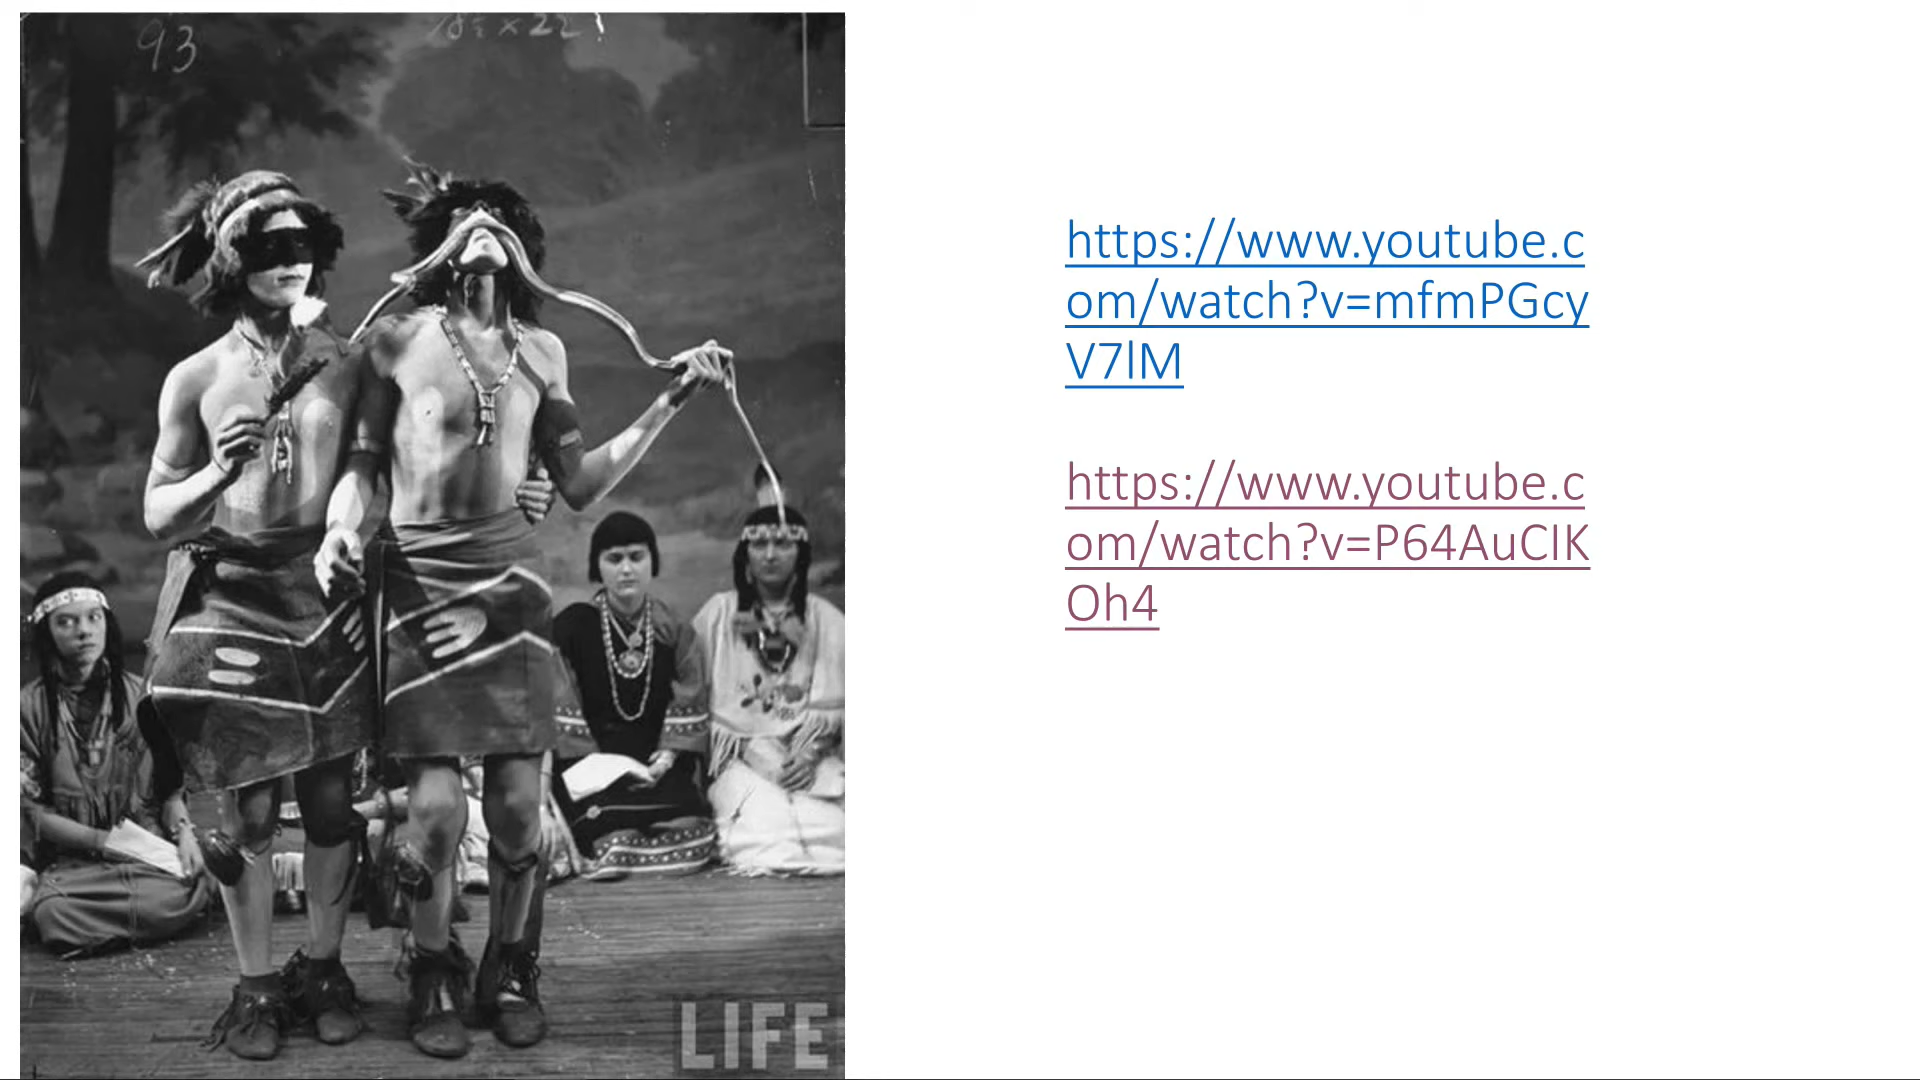 93
https://www.youtube.c
om/watch?v=mfmPGcy
V7lM
https://www.youtube.c
om/watch?v=P64AuCIK
Oh4
LIFE